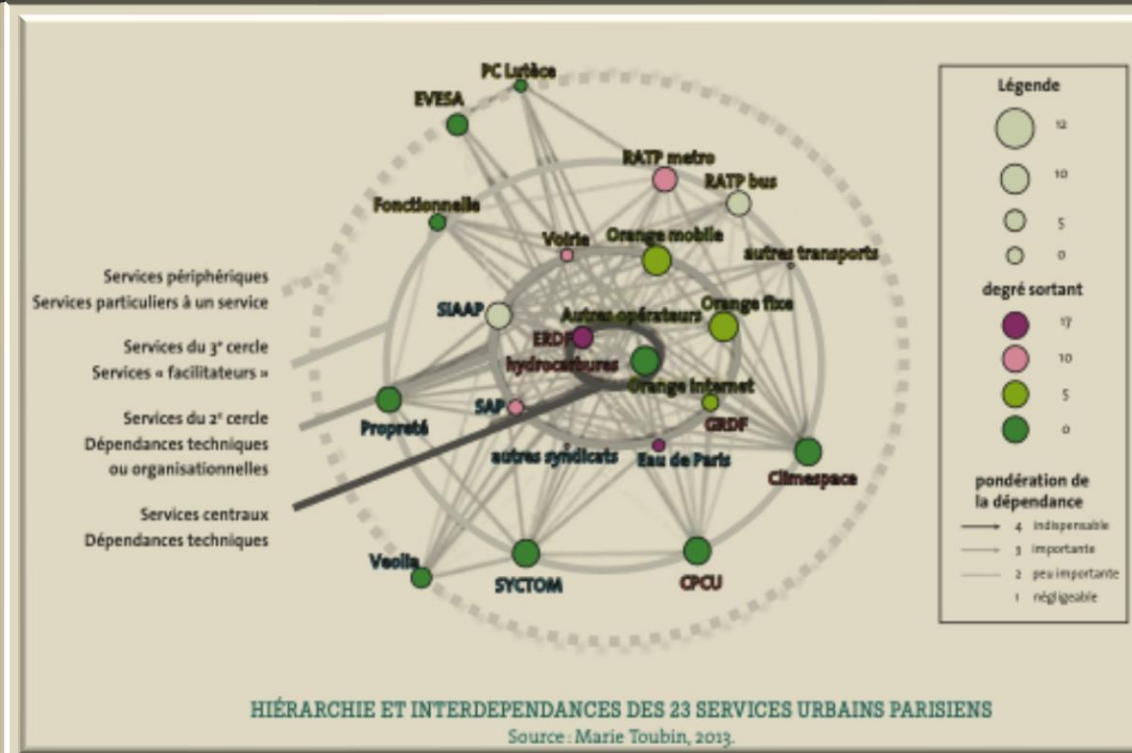 PC Lutèce
EVESA
RATP metro
RATP bus
Fonctionnelle
Voirie
Orange mobile
autres transports
Services périphériques
Services particuliers à un service
SIAAP
Autres opérateurs
Orange fixe
ERDF
hydrocarbures
Services du 3e cercle
Services « facilitateurs »
Orange internet
SAP
GRDF
Propreté
Services du 2e cercle
Dépendances techniques
ou organisationnelles
autres syndicats
Eau de Paris
Climespace
Services centraux
Dépendances techniques
Veolia
SYCTOM
CPCU
Légende
12
10
5
0
degré sortant
17
10
5
0
pondération de
la dépendance
4 indispensable
3 importante
2 peu importante
1 négligeable
HIÉRARCHIE ET INTERDEPENDANCES DES 23 SERVICES URBAINS PARISIENS
Source : Marie Toubin, 2013.